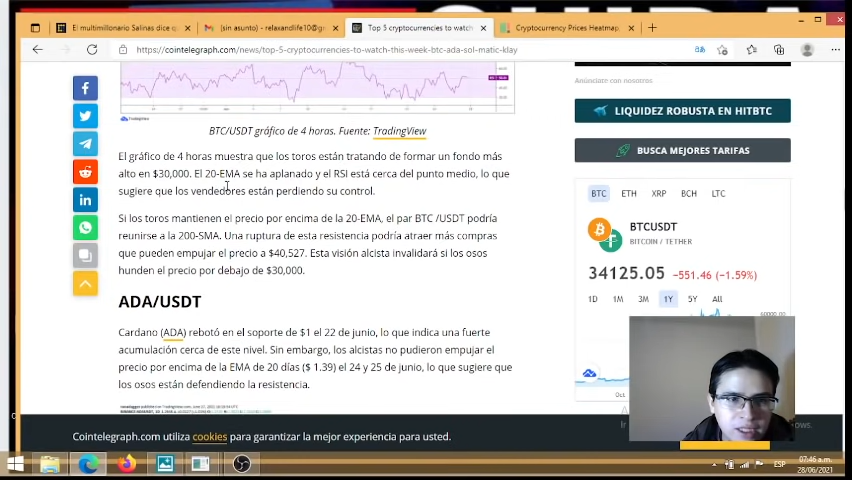 El multimillonario Salinas dice q
(sin asunto) - relaxandlife10@g
Top 5 cryptocurrencies to watch
Cryptocurrency Prices Heatmap
https://cointelegraph.com/news/top-5-cryptocurrencies-to-watch-this-week-btc-ada-sol-matic-klay
TradingView
BTC/USDT gráfico de 4 horas. Fuente: TradingView
El gráfico de 4 horas muestra que los toros están tratando de formar un fondo más
alto en $30,000. El 20-EMA se ha aplanado y el RSI está cerca del punto medio, lo que
sugiere que los vendedores están perdiendo su control.
Si los toros mantienen el precio por encima de la 20-EMA, el par BTC /USDT podría
reunirse a la 200-SMA. Una ruptura de esta resistencia podría atraer más compras
que pueden empujar el precio a $40,527. Esta visión alcista invalidará si los osos
hunden el precio por debajo de $30,000.
ADA/USDT
Cardano (ADA) rebotó en el soporte de $1 el 22 de junio, lo que indica una fuerte
acumulación cerca de este nivel. Sin embargo, los alcistas no pudieron empujar el
precio por encima de la EMA de 20 días ($ 1.39) el 24 y 25 de junio, lo que sugiere que
los osos están defendiendo la resistencia.
Anúnciate con nosotros
LIQUIDEZ ROBUSTA EN HITBTC
BUSCA MEJORES TARIFAS
BTC ETH XRP BCH LTC
BTCUSDT
BITCOIN / TETHER
34125.05 −551.46 (−1.59%)
1D 1M 3M 1Y 5Y All
60000.00
Oct
Cointelegraph.com utiliza cookies para garantizar la mejor experiencia para usted.
ESP
07:46 a.m.
28/06/2021